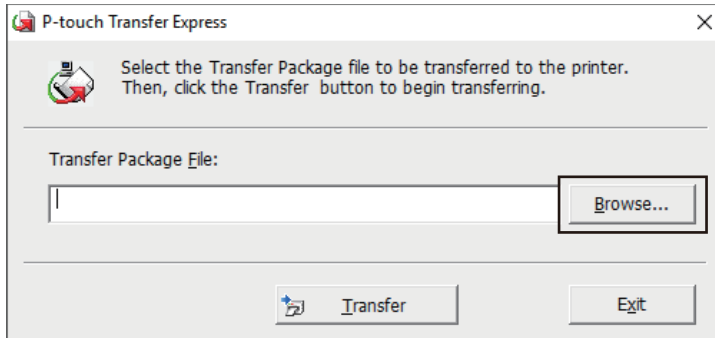 P-touch Transfer Express
Select the Transfer Package file to be transferred to the printer.
Then, click the Transfer button to begin transferring.
Transfer Package File:
Browse...
Transfer
Exit